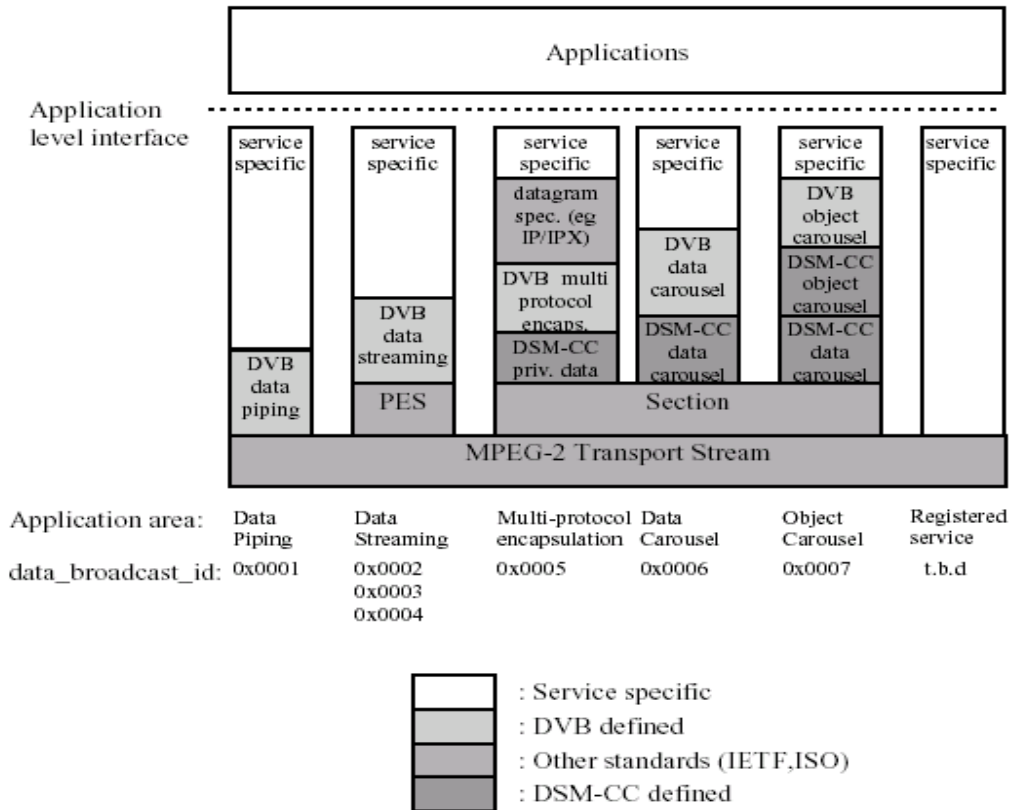 Applications
Application
level interface
service
specific
service
specific
service
specific
service
specific
service
specific
service
specific
DVB
data
piping
DVB
data
streaming
PES
datagram
spec. (eg
IP/IPX)
DVB multi
protocol
encaps.
DSM-CC
priv. data
DVB
data
carousel
DSM-CC
data
carousel
DVB
object
carousel
DSM-CC
object
carousel
DSM-CC
data
carousel
Section
MPEG-2 Transport Stream
Application area:
Data
Piping
Data
Streaming
Multi-protocol
encapsulation
Data
Carousel
Object
Carousel
Registered
service
data_broadcast_id:
0x0001
0x0002
0x0003
0x0004
0x0005
0x0006
0x0007
t.b.d
: Service specific
: DVB defined
: Other standards (IETF,ISO)
: DSM-CC defined